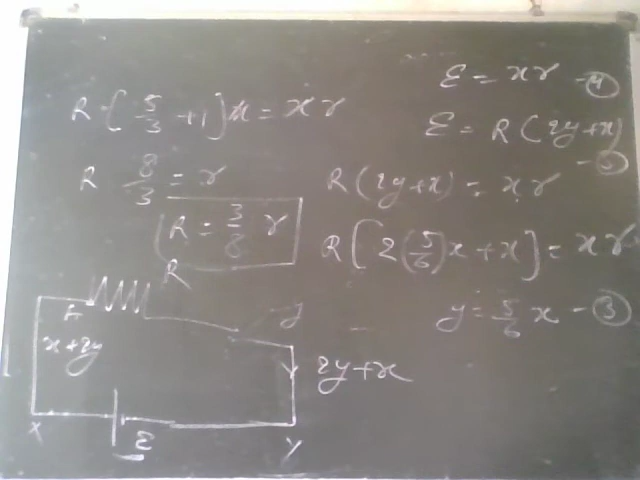 E = xr - 4
E = R(2y+x) - 5
R(2y+x) = xr
R[2(5/6)x + x] = xr
y = 5/6 x - 3
R[5/3 + 1]x = xr
R 8/3 = r
R = 3/8 r
R
x+2y
2y+x
X
E
Y